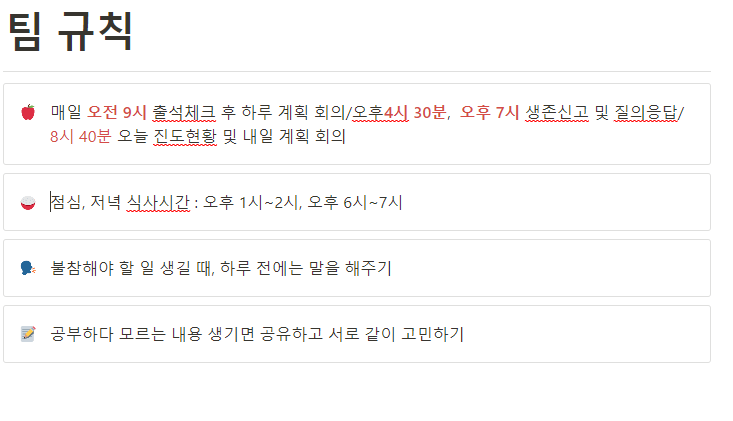 팀 규칙
매일 오전 9시 출석체크 후 하루 계획 회의/오후4시 30분,  오후 7시 생존신고 및 질의응답/
8시 40분 오늘 진도현황 및 내일 계획 회의
점심, 저녁 식사시간 : 오후 1시~2시, 오후 6시~7시
불참해야 할 일 생길 때, 하루 전에는 말을 해주기
공부하다 모르는 내용 생기면 공유하고 서로 같이 고민하기